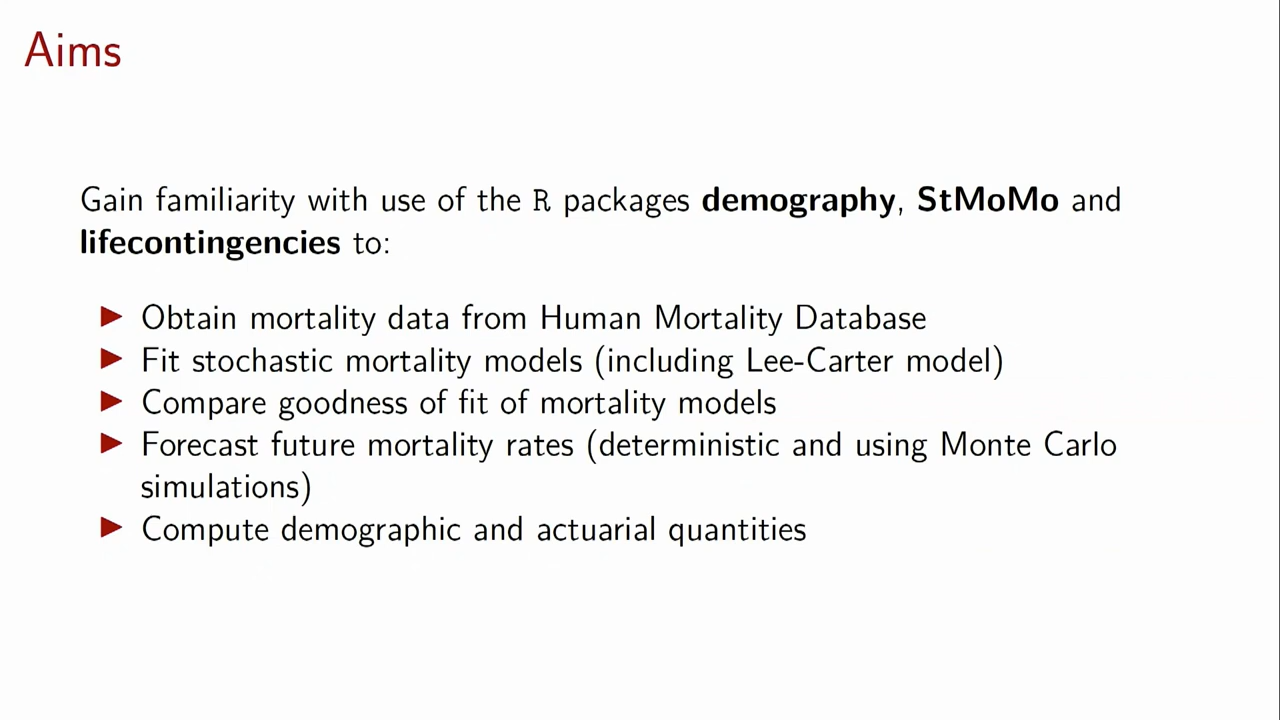 Aims
Gain familiarity with use of the R packages demography, StMoMo and
lifecontingencies to:
▶ Obtain mortality data from Human Mortality Database
▶ Fit stochastic mortality models (including Lee-Carter model)
▶ Compare goodness of fit of mortality models
▶ Forecast future mortality rates (deterministic and using Monte Carlo
simulations)
▶ Compute demographic and actuarial quantities